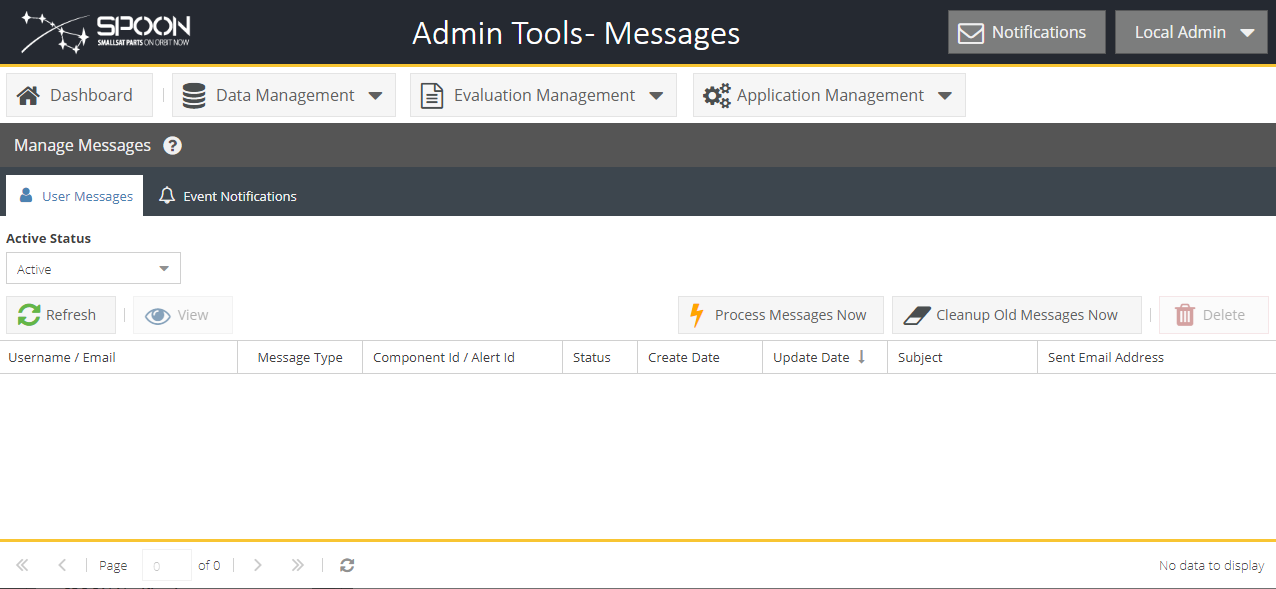 SPOON
SMALLSAT PARTS ON ORBIT NOW
Admin Tools- Messages
Notifications
Local Admin
Dashboard
Data Management
Evaluation Management
Application Management
Manage Messages ?
User Messages
Event Notifications
Active Status
Active
Refresh
View
Process Messages Now
Cleanup Old Messages Now
Delete
Username / Email
Message Type
Component Id / Alert Id
Status
Create Date
Update Date ↓
Subject
Sent Email Address
Page 0 of 0
No data to display